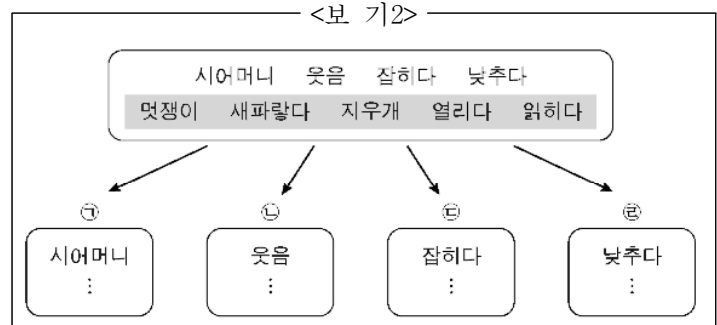 <보 기2>
시어머니 웃음 잡히다 낮추다
멋쟁이 새파랗다 지우개 열리다 읽히다
㉠ ㉡ ㉢ ㉣
시어머니 웃음 잡히다 낮추다
⋮ ⋮ ⋮ ⋮